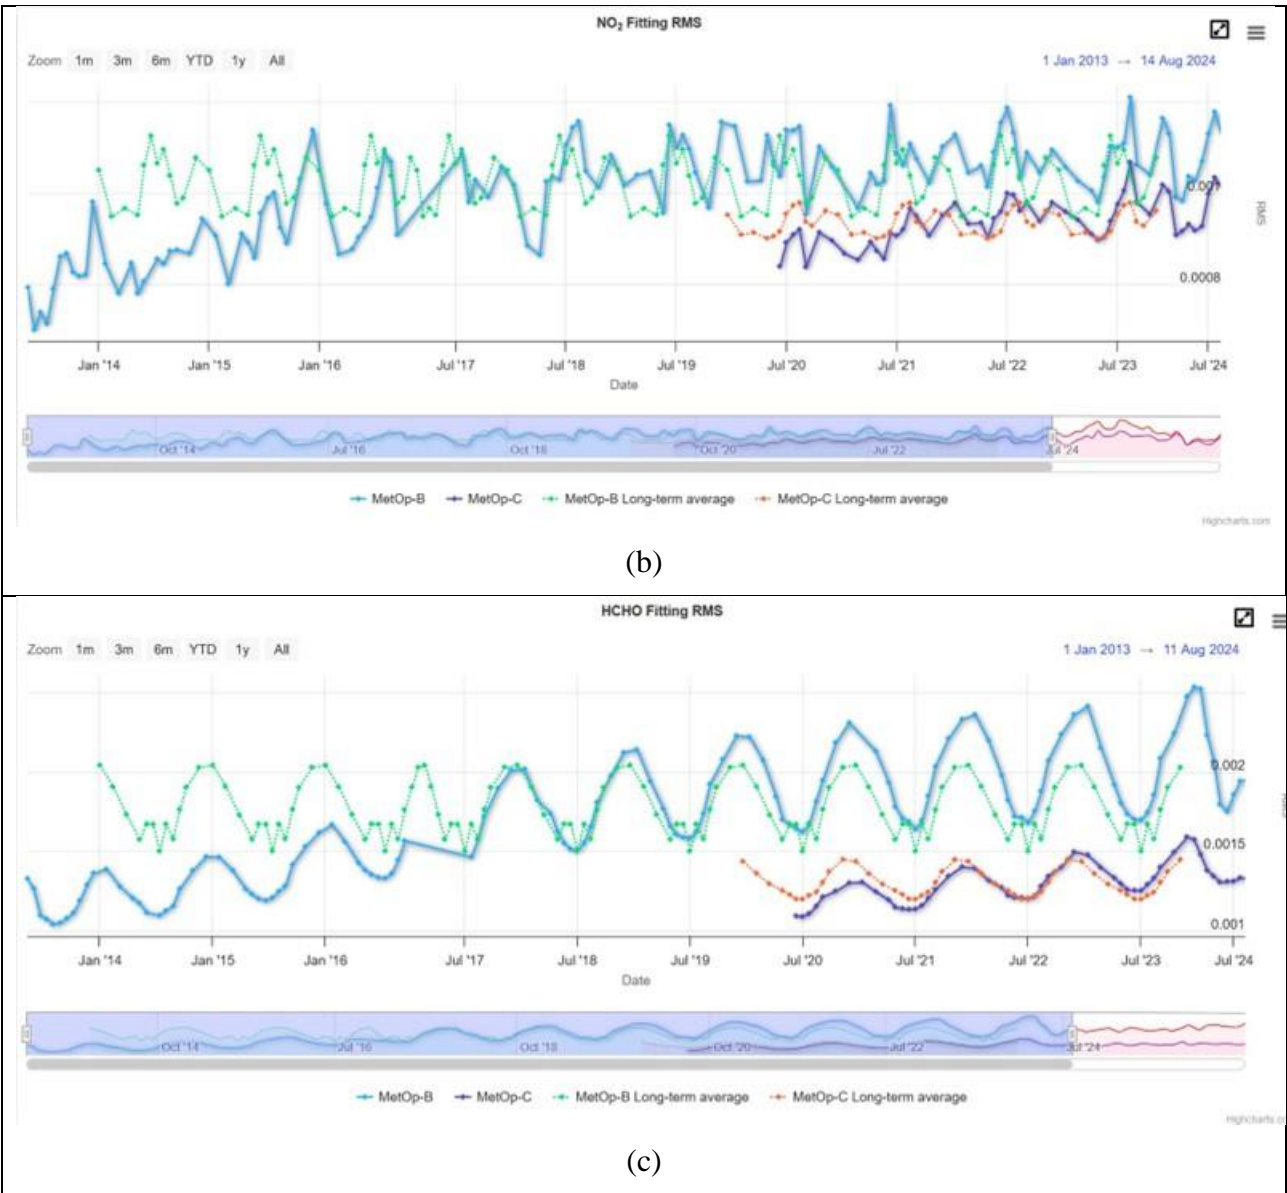 NO₂ Fitting RMS
Zoom 1m 3m 6m YTD 1y All
1 Jan 2013 → 14 Aug 2024
0.001
RMS
0.0008
Jan '14 Jan '15 Jan '16 Jul '17 Jul '18 Jul '19 Jul '20 Jul '21 Jul '22 Jul '23 Jul '24
Date
Oct '14 Jul '16 Oct '18 Oct '20 Jul '22 Jul '24
MetOp-B MetOp-C MetOp-B Long-term average MetOp-C Long-term average
Highcharts.com
(b)
HCHO Fitting RMS
Zoom 1m 3m 6m YTD 1y All
1 Jan 2013 → 11 Aug 2024
0.002
0.0015
0.001
Jan '14 Jan '15 Jan '16 Jul '17 Jul '18 Jul '19 Jul '20 Jul '21 Jul '22 Jul '23 Jul '24
Date
Oct '14 Jul '16 Oct '18 Oct '20 Jul '22 Jul '24
MetOp-B MetOp-C MetOp-B Long-term average MetOp-C Long-term average
(c)